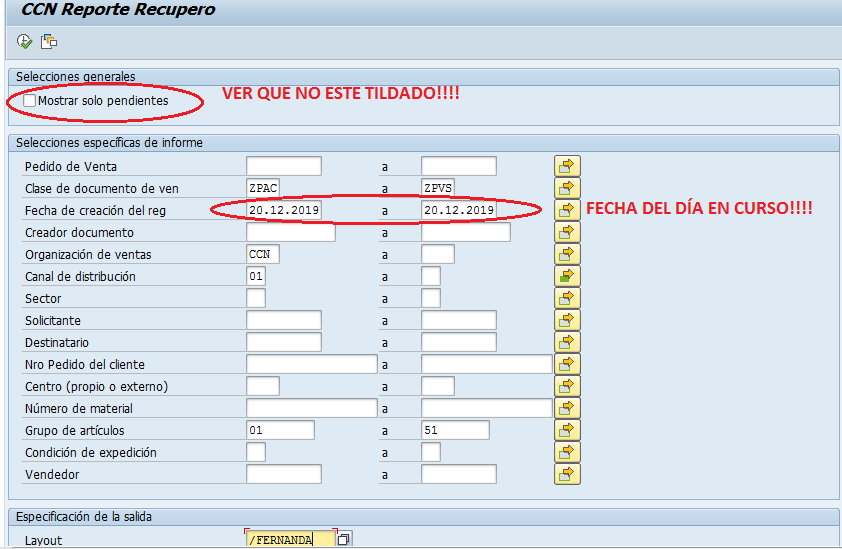 CCN Reporte Recupero
Selecciones generales
Mostrar solo pendientes
VER QUE NO ESTE TILDADO!!!!
Selecciones específicas de informe
Pedido de Venta a
Clase de documento de ven ZPAC a ZPVS
Fecha de creación del reg 20.12.2019 a 20.12.2019 FECHA DEL DÍA EN CURSO!!!!
Creador documento a
Organización de ventas CCN a
Canal de distribución 01 a
Sector a
Solicitante a
Destinatario a
Nro Pedido del cliente a
Centro (propio o externo) a
Número de material a
Grupo de artículos 01 a 51
Condición de expedición a
Vendedor a
Especificación de la salida
Layout /FERNANDA